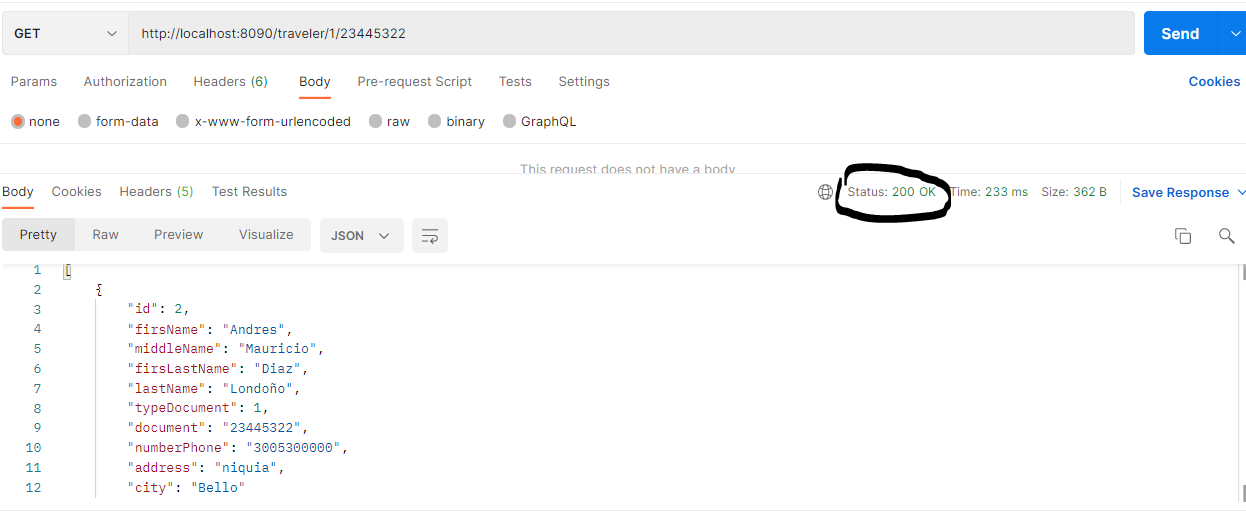 GET http://localhost:8090/traveler/1/23445322 Send
Params Authorization Headers (6) Body Pre-request Script Tests Settings Cookies
none form-data x-www-form-urlencoded raw binary GraphQL
This request does not have a body
Body Cookies Headers (5) Test Results Status: 200 OK Time: 233 ms Size: 362 B Save Response
Pretty Raw Preview Visualize JSON
1 [
2 {
3 "id": 2,
4 "firsName": "Andres",
5 "middleName": "Mauricio",
6 "firsLastName": "Diaz",
7 "lastName": "Londoño",
8 "typeDocument": 1,
9 "document": "23445322",
10 "numberPhone": "3005300000",
11 "address": "niquia",
12 "city": "Bello"